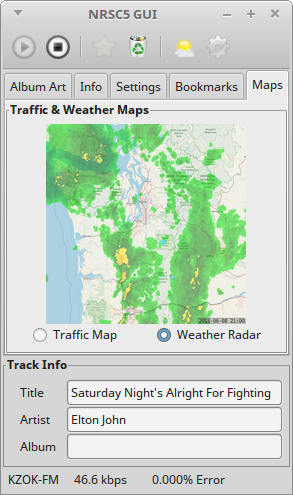 NRSC5 GUI
Album Art Info Settings Bookmarks Maps
Traffic & Weather Maps
2018-06-08 21:00
Traffic Map Weather Radar
Track Info
Title Saturday Night's Alright For Fighting
Artist Elton John
Album
KZOK-FM 46.6 kbps 0.000% Error